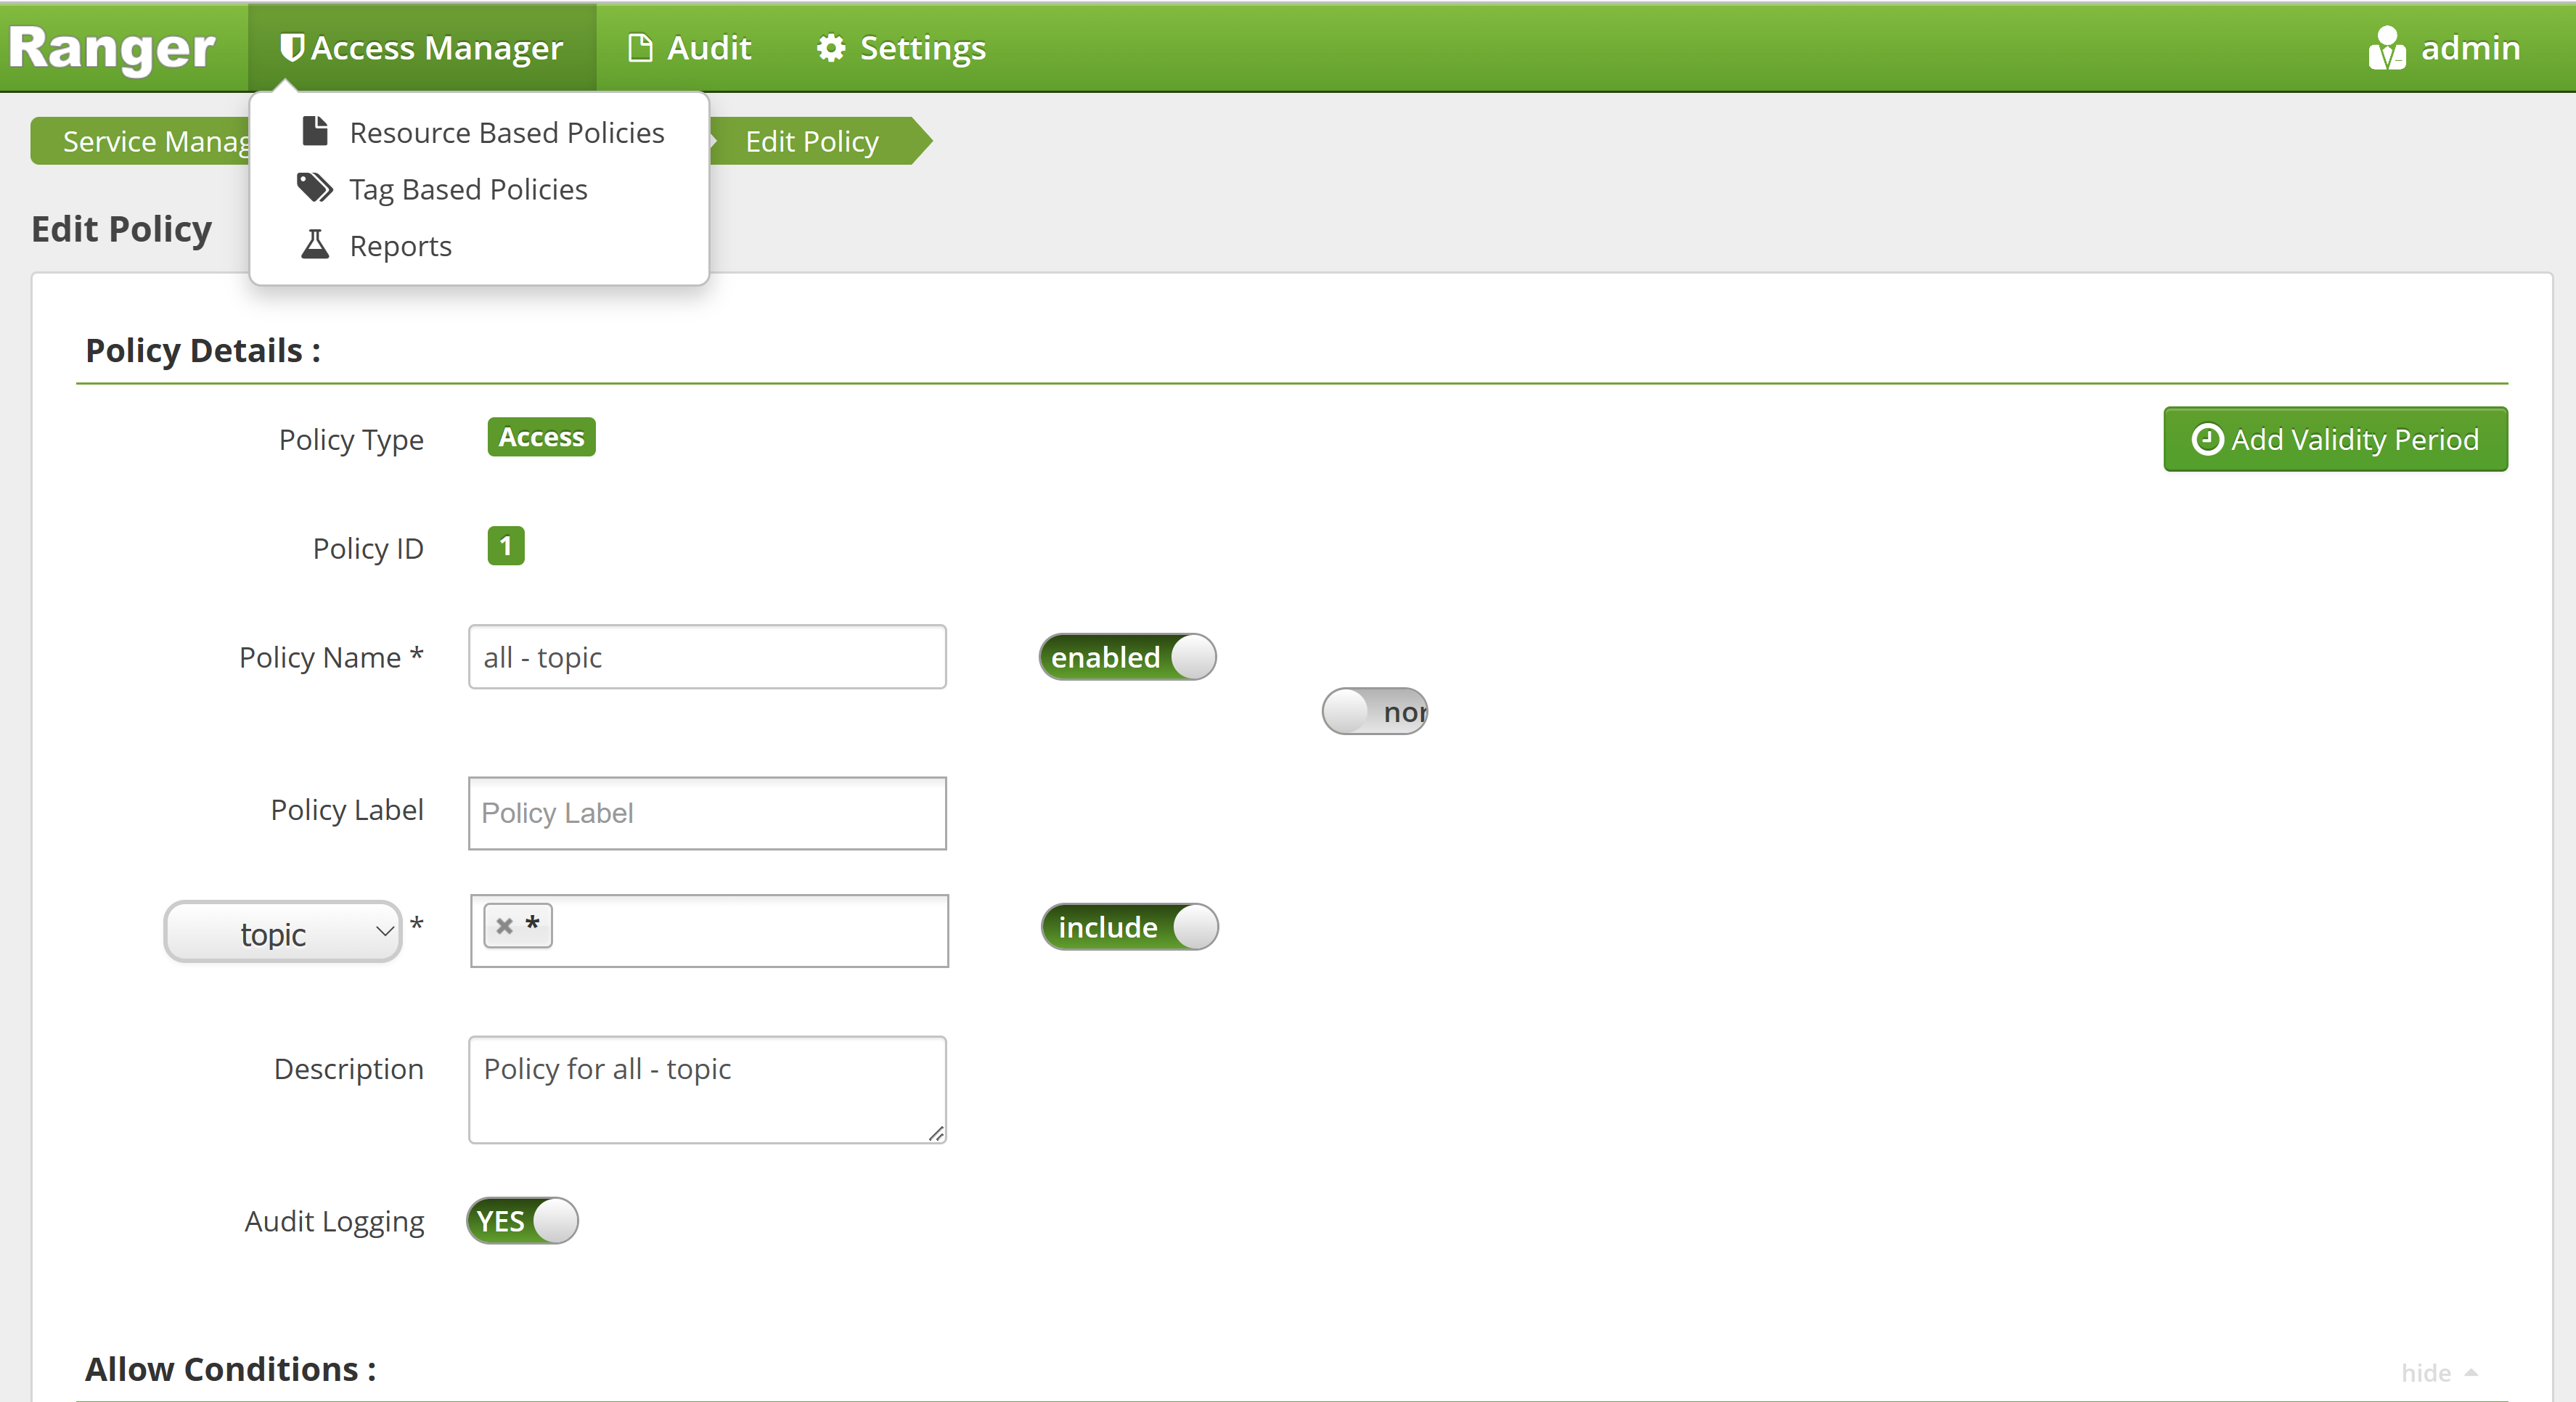 Ranger Access Manager Audit Settings admin
Resource Based Policies
Tag Based Policies
Reports
Service Manag Edit Policy
Edit Policy
Policy Details :
Policy Type Access Add Validity Period
Policy ID 1
Policy Name * all - topic enabled
nor
Policy Label Policy Label
topic * × * include
Description Policy for all - topic
Audit Logging YES
Allow Conditions : hide